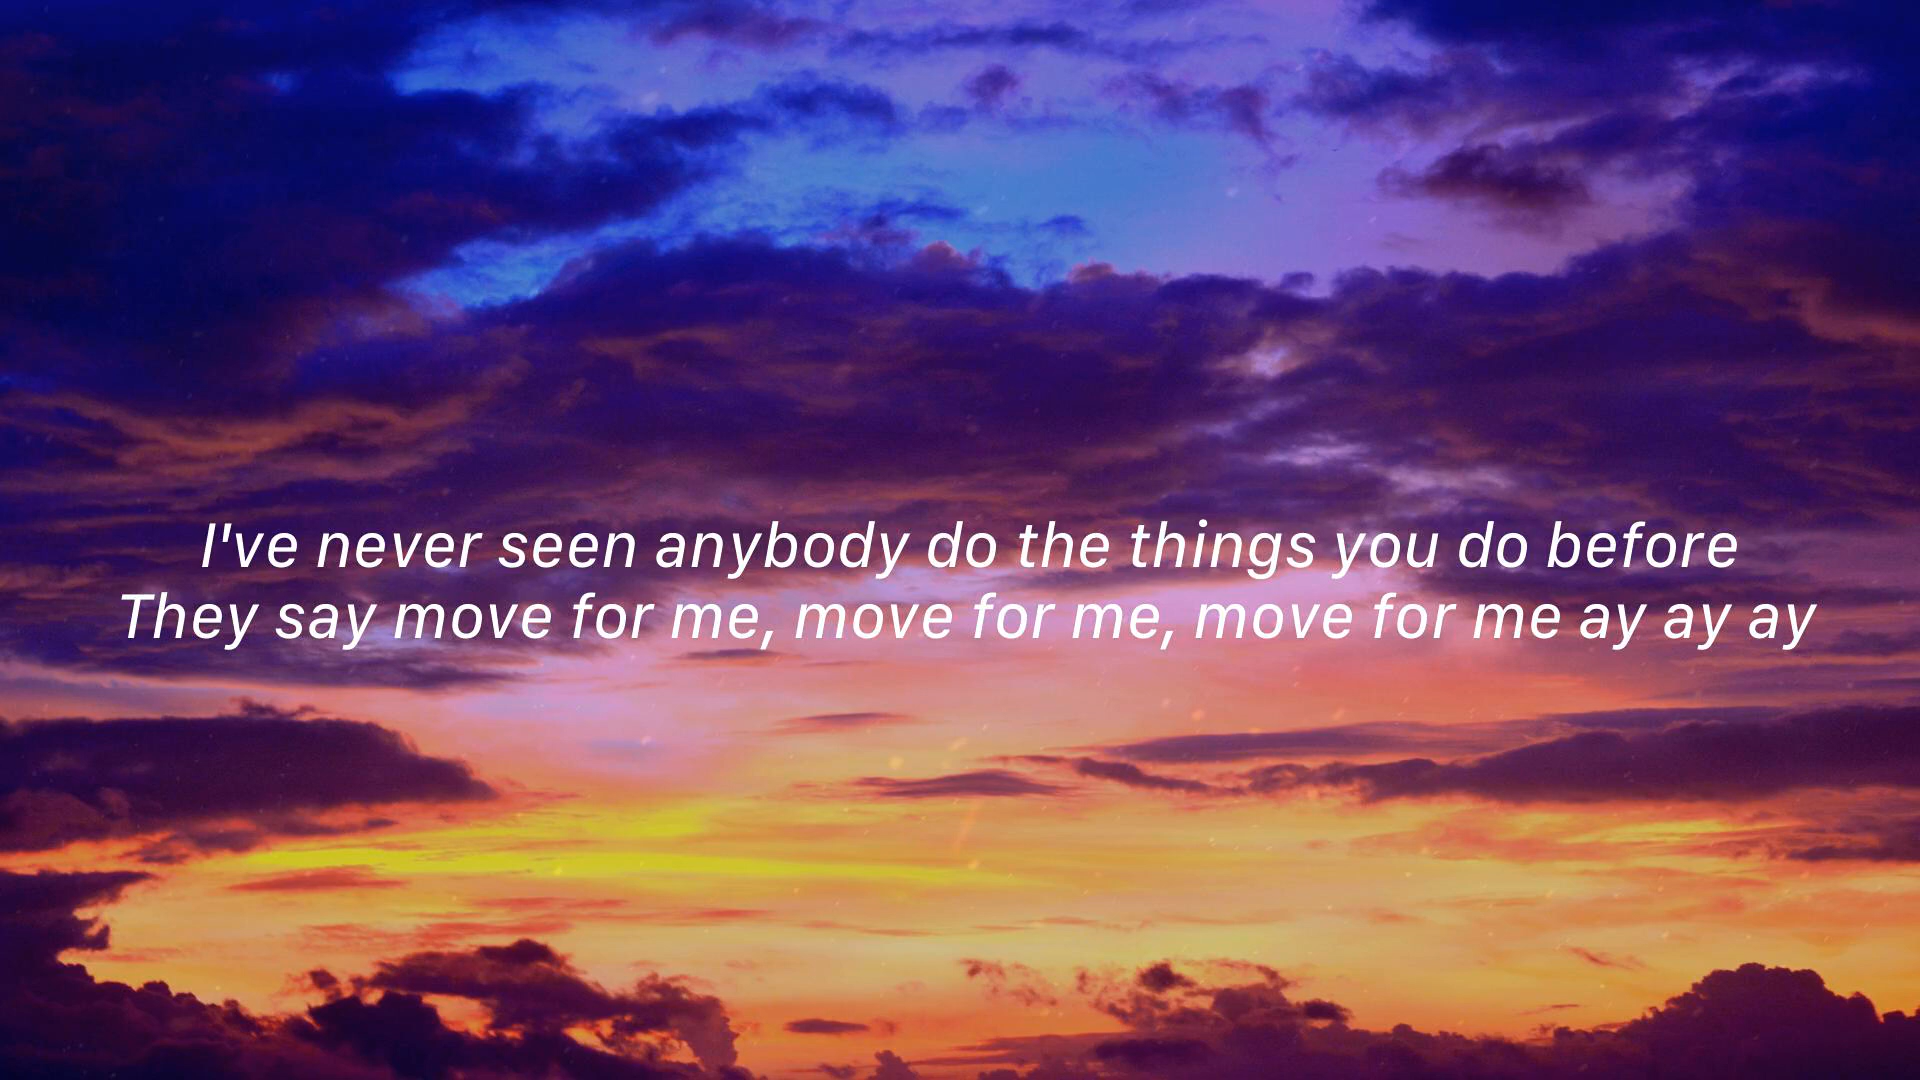 I've never seen anybody do the things you do before
They say move for me, move for me, move for me ay ay ay